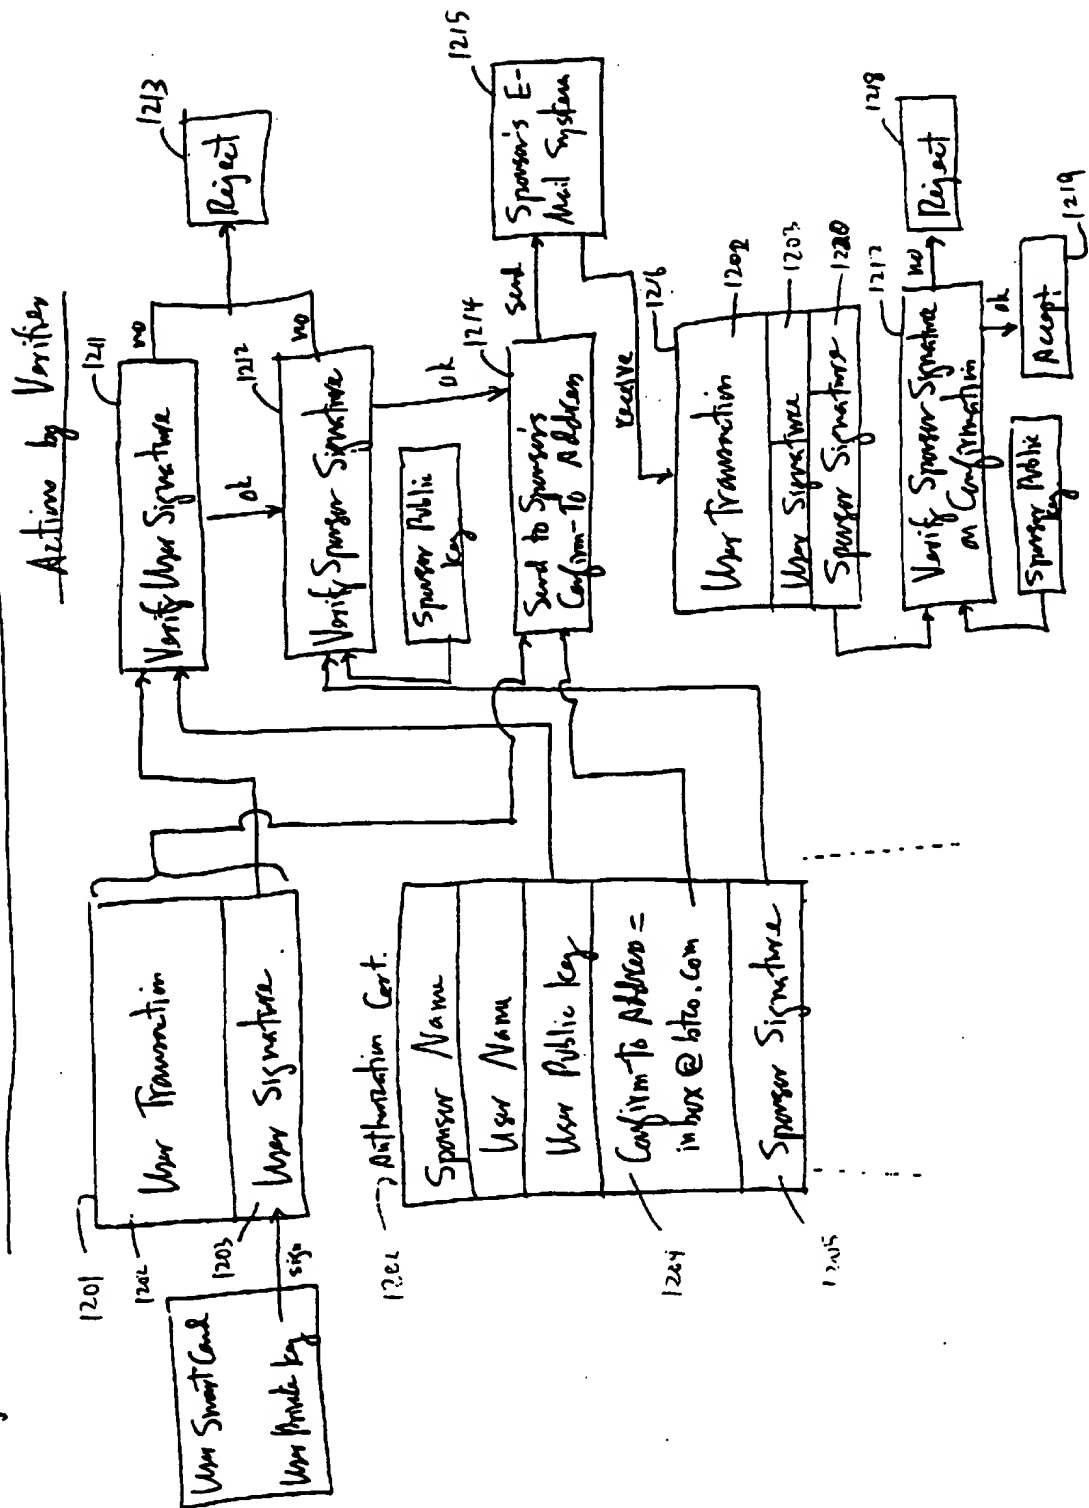 Actions by Verifier
1201
1202
User Transaction
1203
User Signature
sign
User Smart Card
User Private key
Authorization Cert.
Sponsor Name
User Name
User Public key
Confirm-To Address =
inbox@btco.com
1204
Sponsor Signature
1205
1211
Verify User Signature
no
ok
1213
Reject
1212
Verify Sponsor Signature
no
ok
Sponsor Public
key
1214
Send to Sponsor's
Confirm-To Address
send
1215
Sponsor's E-
Mail System
receive
1216
User Transaction
1202
User Signature
1203
Sponsor Signature
1220
1217
Verify Sponsor Signature
on Confirmation
no
1218
Reject
ok
Accept
1219
Sponsor Public
key